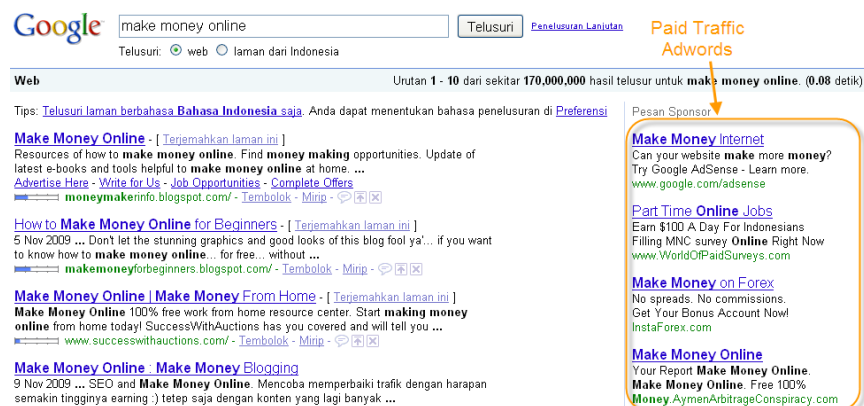 Google
make money online
Telusuri
Penelusuran Lanjutan
Telusuri: web laman dari Indonesia
Paid Traffic
Adwords
Web
Urutan 1 - 10 dari sekitar 170,000,000 hasil telusur untuk make money online. (0.08 detik)
Tips: Telusuri laman berbahasa Bahasa Indonesia saja. Anda dapat menentukan bahasa penelusuran di Preferensi
Make Money Online - [ Terjemahkan laman ini ]
Resources of how to make money online. Find money making opportunities. Update of
latest e-books and tools helpful to make money online at home. ...
Advertise Here - Write for Us - Job Opportunities - Complete Offers
moneymakerinfo.blogspot.com/ - Tembolok - Mirip -
How to Make Money Online for Beginners - [ Terjemahkan laman ini ]
5 Nov 2009 ... Don't let the stunning graphics and good looks of this blog fool ya'... if you want
to know how to make money online... for free... without ...
makemoneyforbeginners.blogspot.com/ - Tembolok - Mirip -
Make Money Online | Make Money From Home - [ Terjemahkan laman ini ]
Make Money Online 100% free work from home resource center. Start making money
online from home today! SuccessWithAuctions has you covered and will tell you ...
www.successwithauctions.com/ - Tembolok - Mirip -
Make Money Online : Make Money Blogging
9 Nov 2009 ... SEO and Make Money Online. Mencoba memperbaiki trafik dengan harapan
semakin tingginya earning :) tetep saja dengan konten yang lagi banyak ...
Pesan Sponsor
Make Money Internet
Can your website make more money?
Try Google AdSense - Learn more.
www.google.com/adsense
Part Time Online Jobs
Earn $100 A Day For Indonesians
Filling MNC survey Online Right Now
www.WorldOfPaidSurveys.com
Make Money on Forex
No spreads. No commissions.
Get Your Bonus Account Now!
InstaForex.com
Make Money Online
Your Report Make Money Online.
Make Money Online. Free 100%
Money.AymenArbitrageConspiracy.com